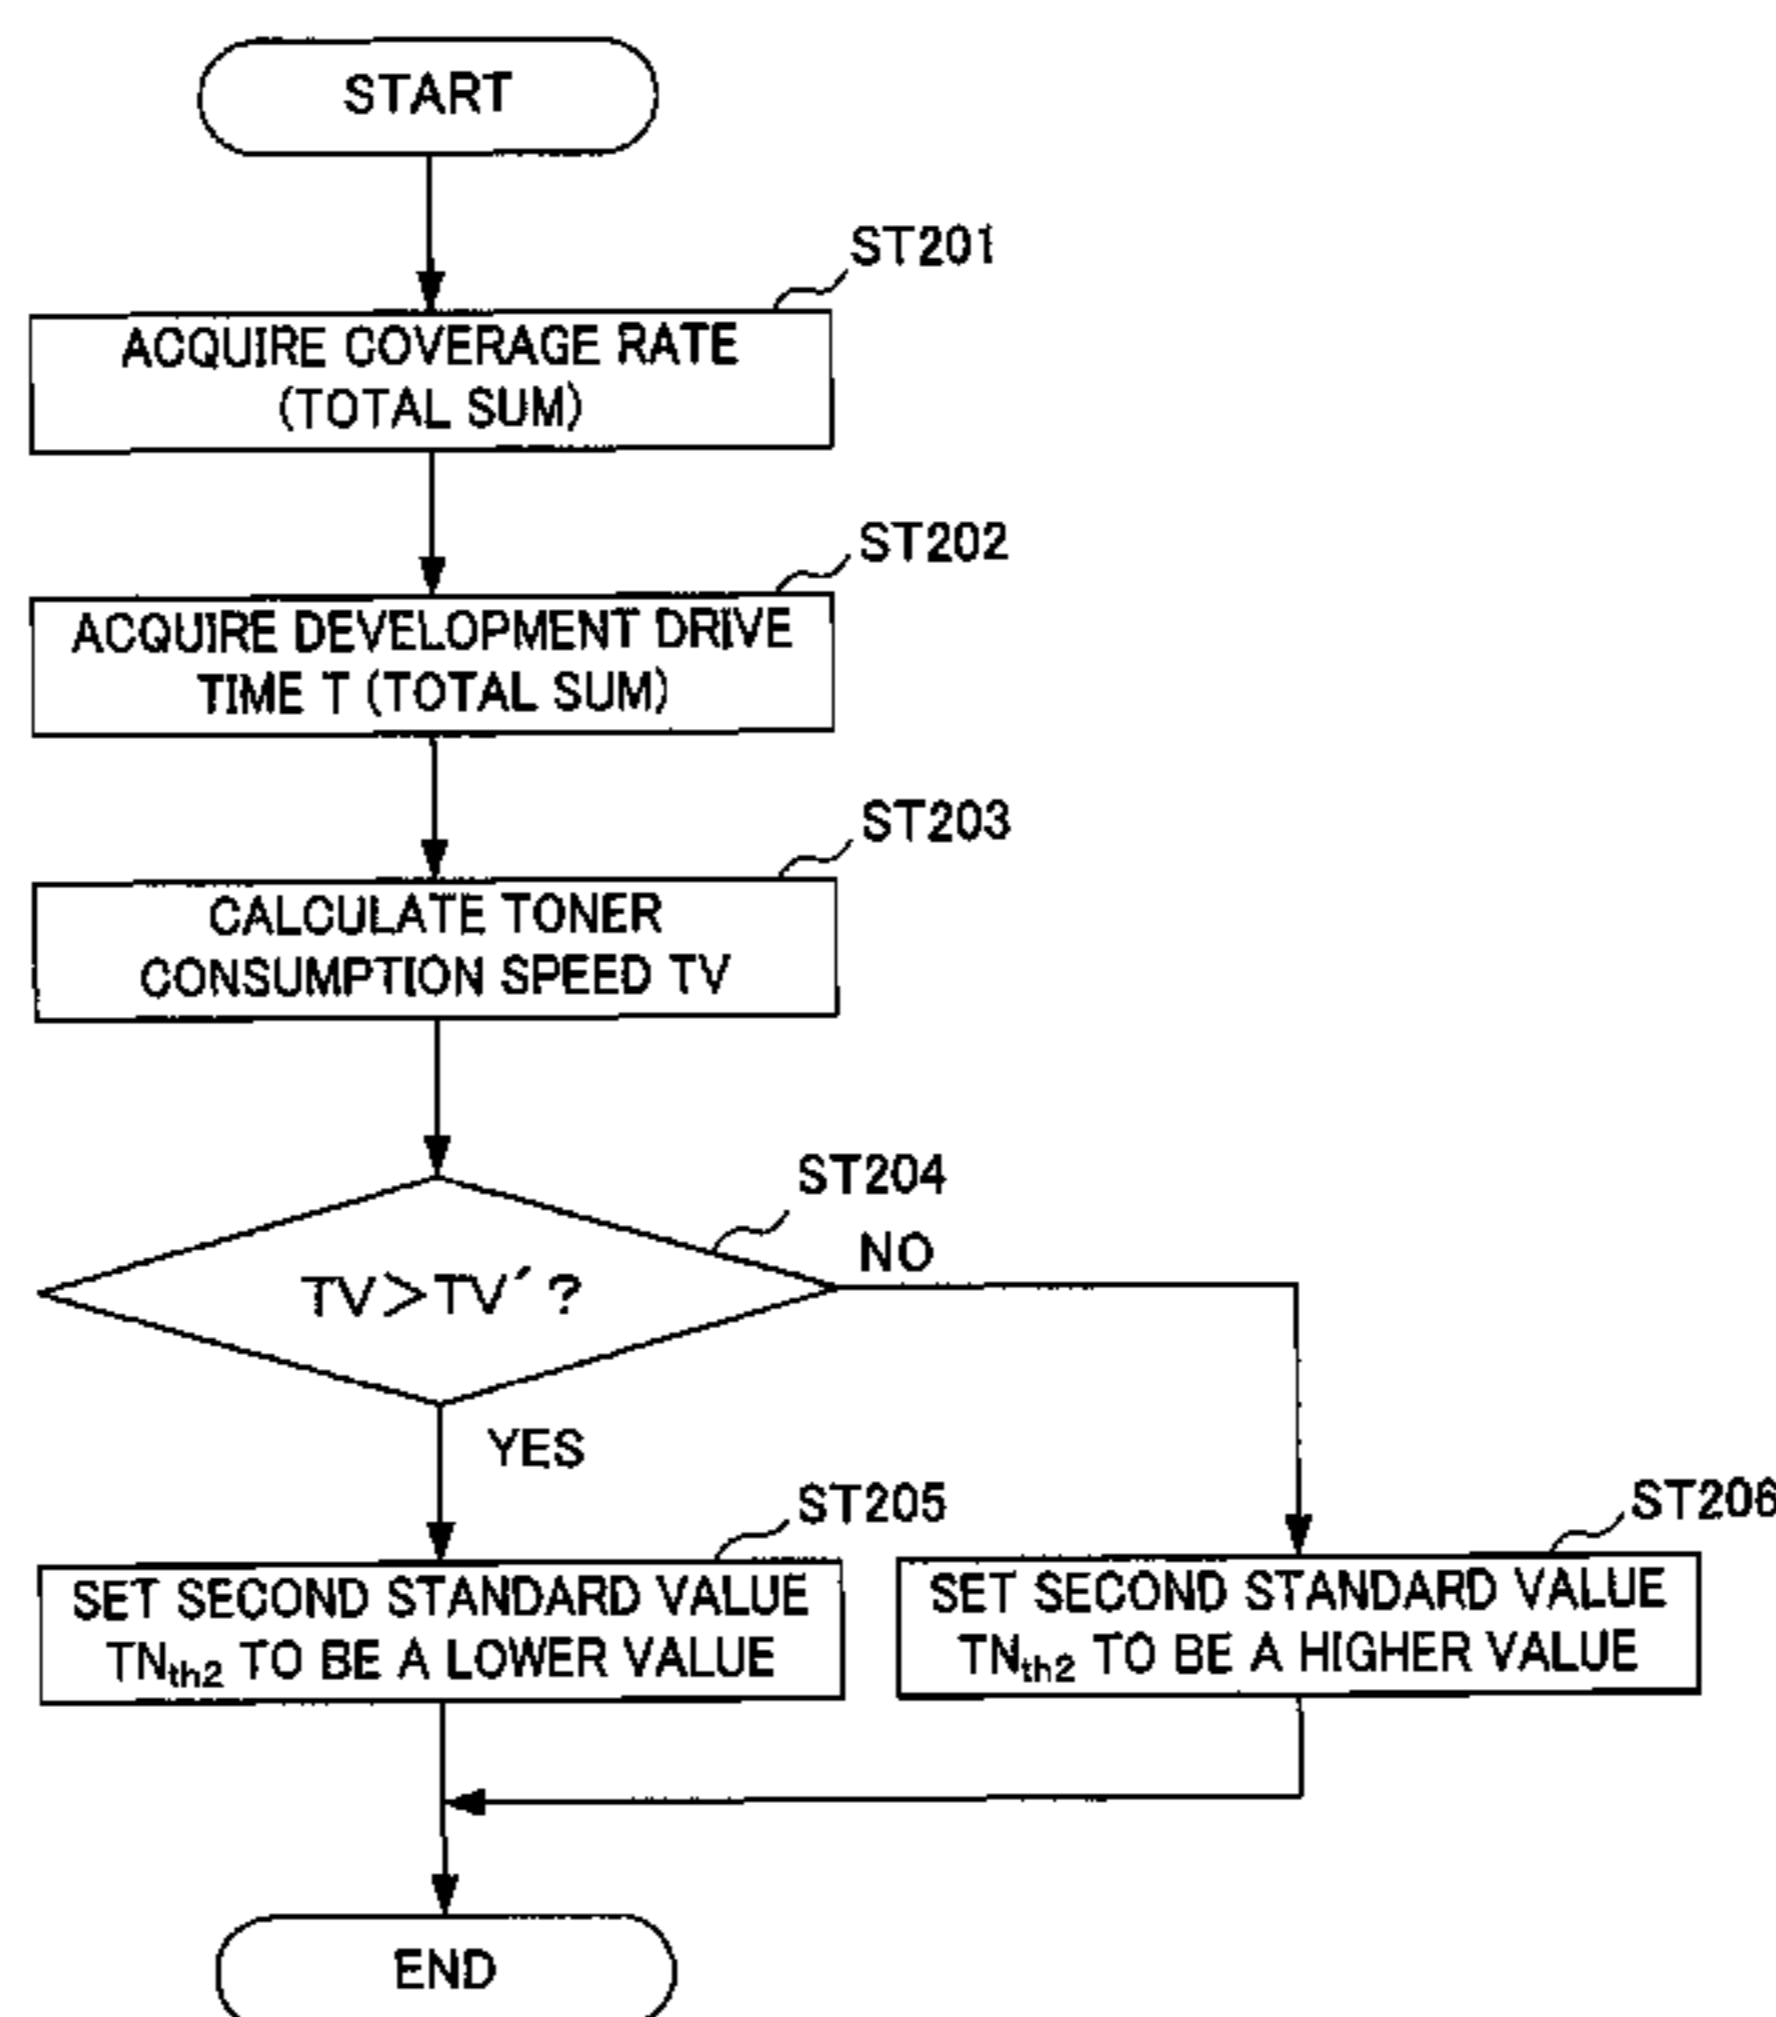 START
ST201
ACQUIRE COVERAGE RATE
(TOTAL SUM)
ST202
ACQUIRE DEVELOPMENT DRIVE
TIME T (TOTAL SUM)
ST203
CALCULATE TONER
CONSUMPTION SPEED TV
ST204
NO
TV>TV´?
YES
ST205
SET SECOND STANDARD VALUE
TNth2 TO BE A LOWER VALUE
ST206
SET SECOND STANDARD VALUE
TNth2 TO BE A HIGHER VALUE
END